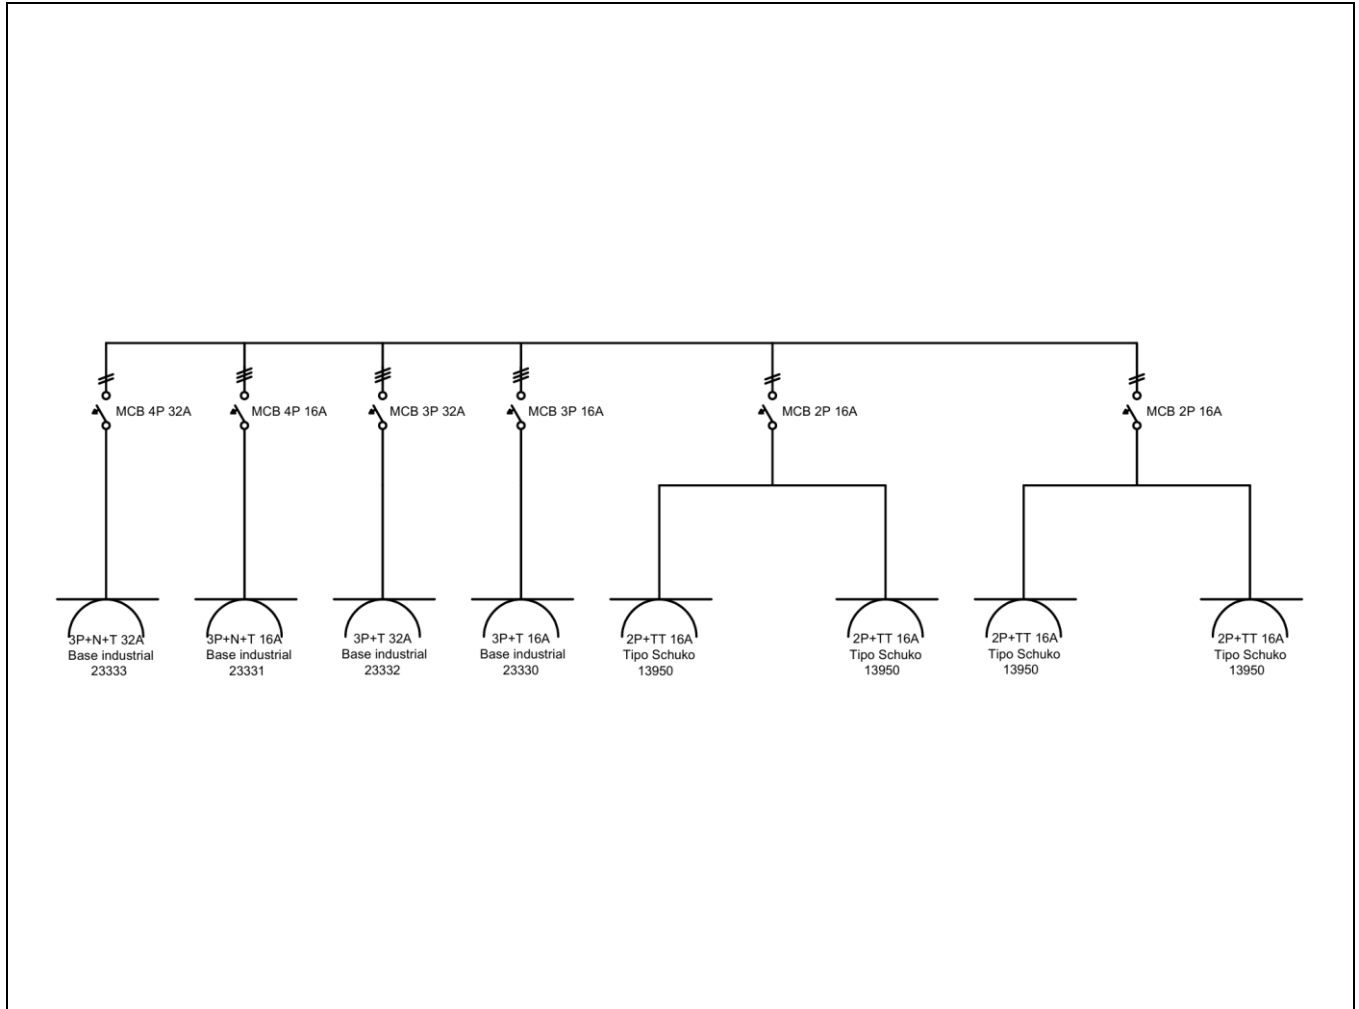 MCB 4P 32A
MCB 4P 16A
MCB 3P 32A
MCB 3P 16A
MCB 2P 16A
MCB 2P 16A
3P+N+T 32A
Base industrial
23333
3P+N+T 16A
Base industrial
23331
3P+T 32A
Base industrial
23332
3P+T 16A
Base industrial
23330
2P+TT 16A
Tipo Schuko
13950
2P+TT 16A
Tipo Schuko
13950
2P+TT 16A
Tipo Schuko
13950
2P+TT 16A
Tipo Schuko
13950